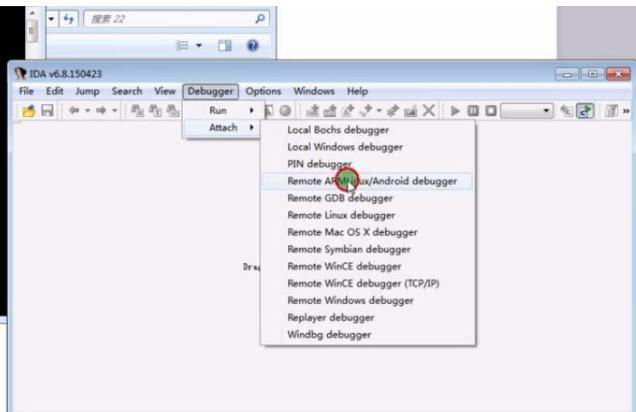 搜索 22
IDA v6.8.150423
File Edit Jump Search View Debugger Options Windows Help
Run
Attach
Local Bochs debugger
Local Windows debugger
PIN debugger
Remote ARMLinux/Android debugger
Remote GDB debugger
Remote Linux debugger
Remote Mac OS X debugger
Remote Symbian debugger
Drag
Remote WinCE debugger
Remote WinCE debugger (TCP/IP)
Remote Windows debugger
Replayer debugger
Windbg debugger